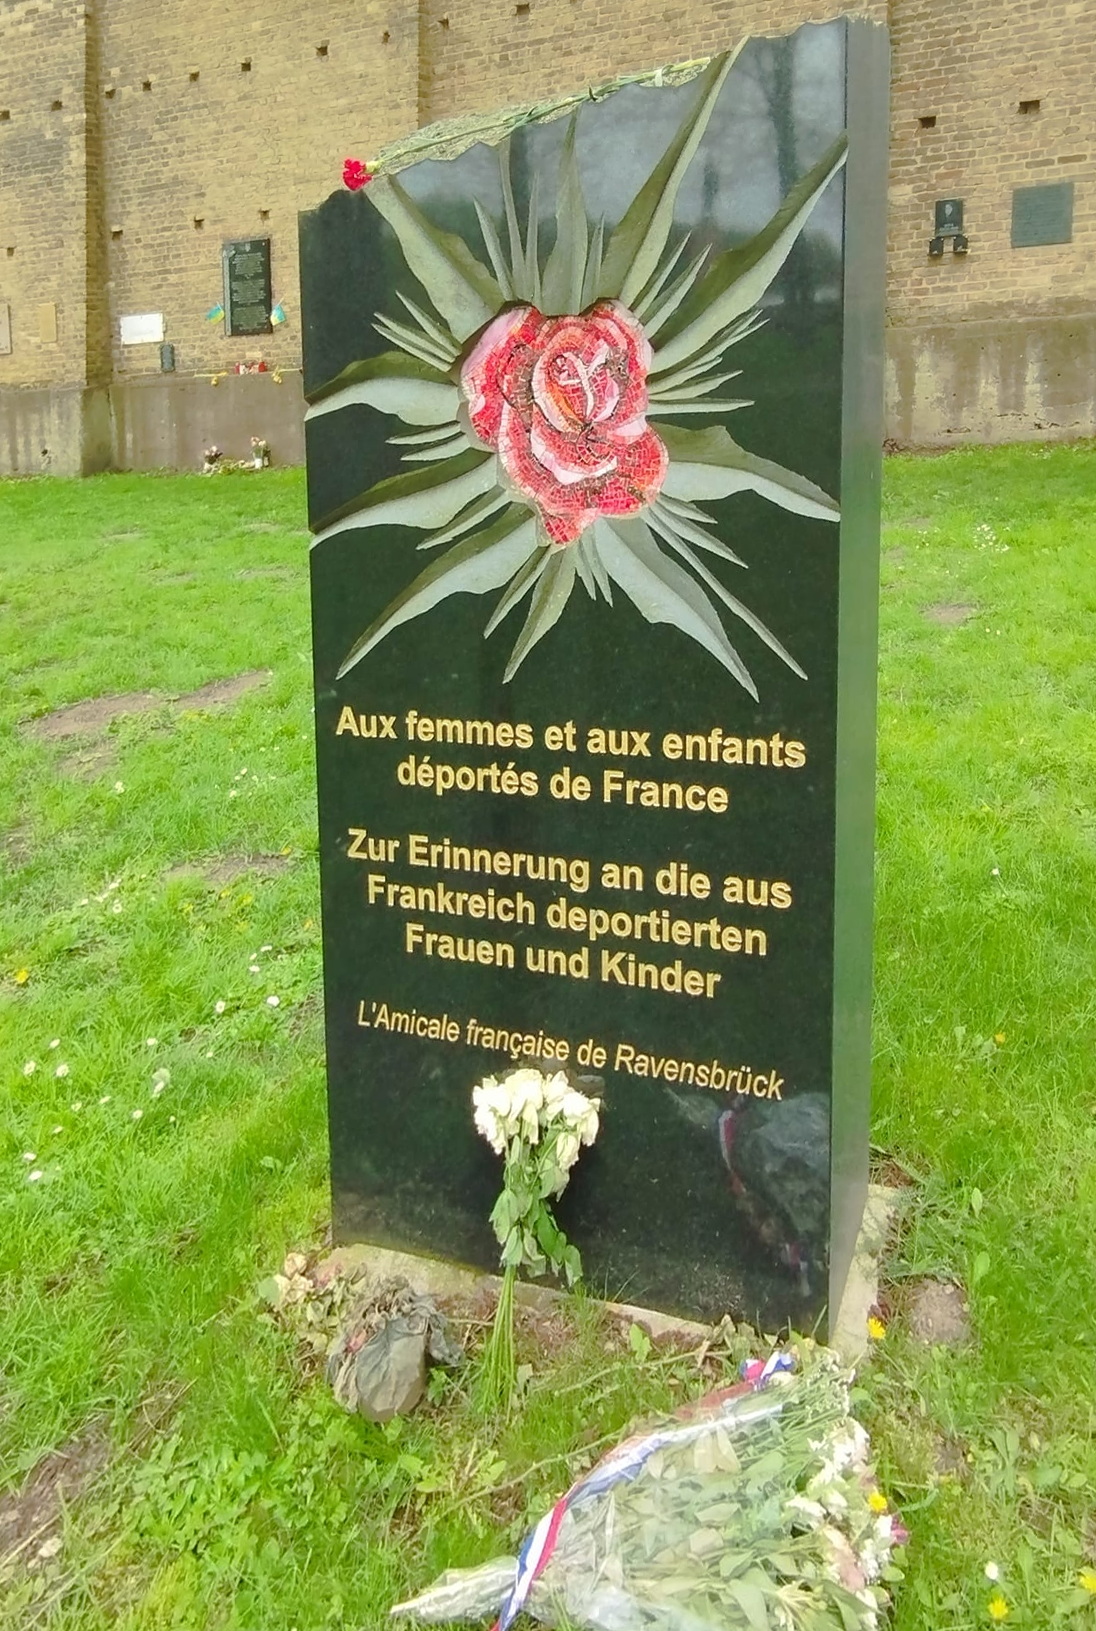 Aux femmes et aux enfants
déportés de France
Zur Erinnerung an die aus
Frankreich deportierten
Frauen und Kinder
L'Amicale française de Ravensbrück